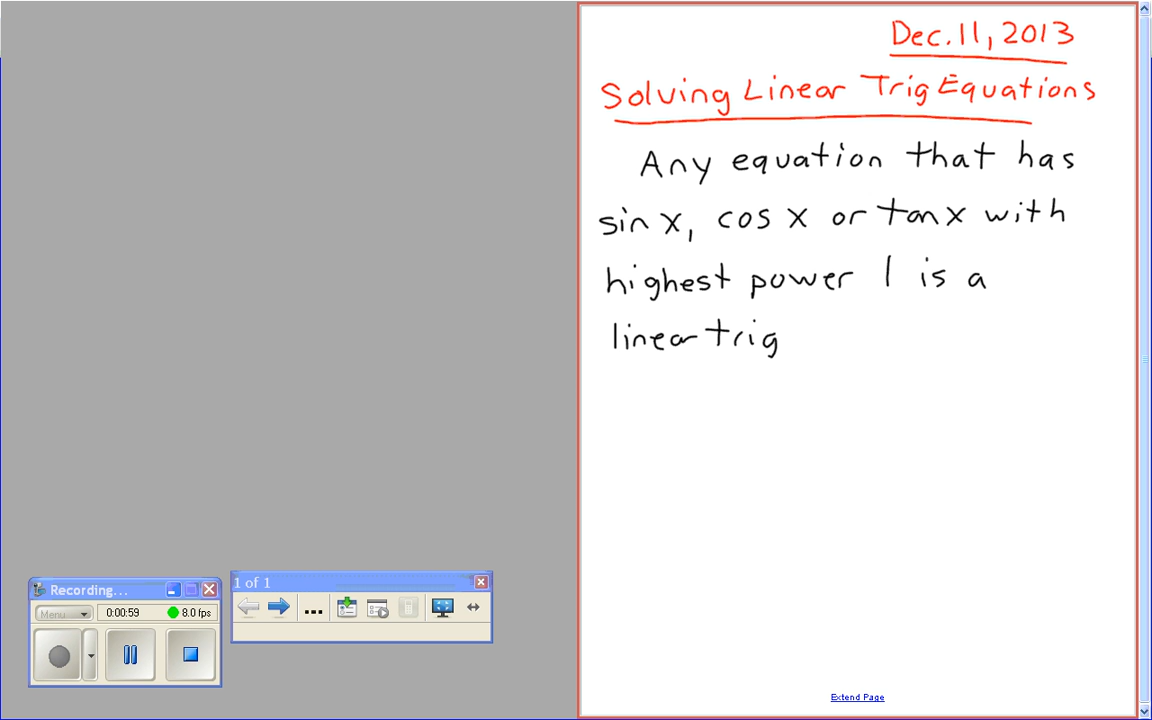 Dec. 11, 2013
Solving Linear Trig Equations
Any equation that has
sin x, cos x or tan x with
highest power 1 is a
linear trig
Recording...
Menu
0:00:59
8.0 fps
1 of 1
...
Extend Page